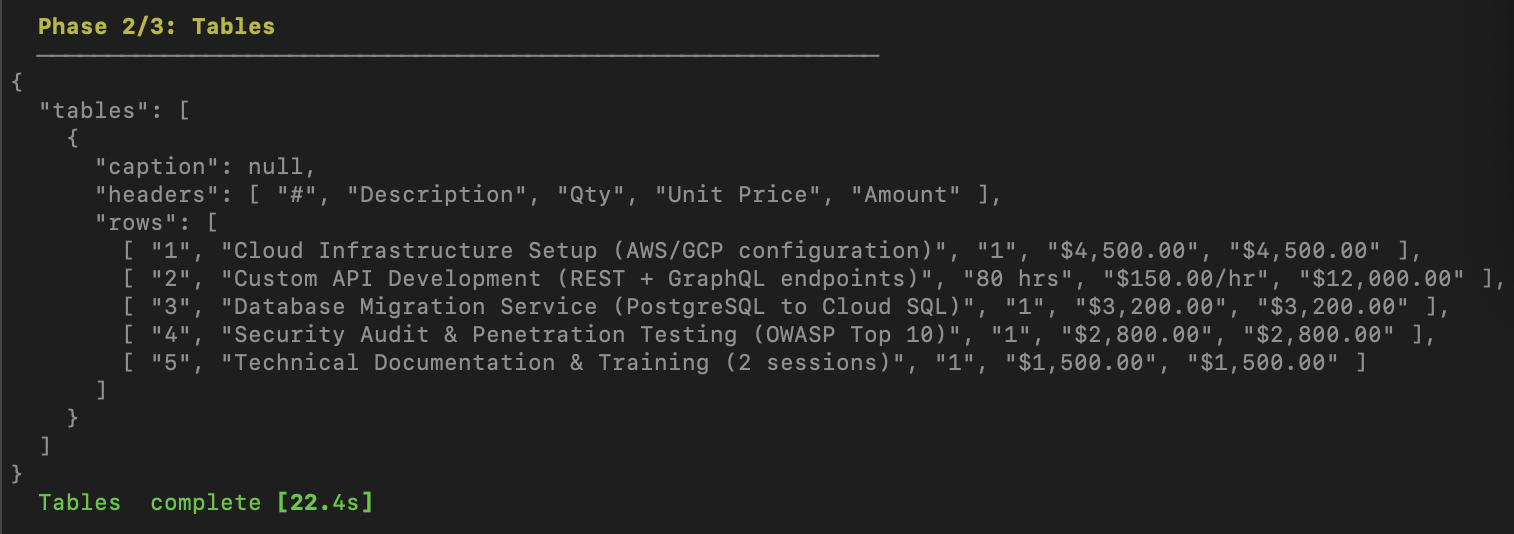 Phase 2/3: Tables
{
  "tables": [
    {
      "caption": null,
      "headers": [ "#", "Description", "Qty", "Unit Price", "Amount" ],
      "rows": [
        [ "1", "Cloud Infrastructure Setup (AWS/GCP configuration)", "1", "$4,500.00", "$4,500.00" ],
        [ "2", "Custom API Development (REST + GraphQL endpoints)", "80 hrs", "$150.00/hr", "$12,000.00" ],
        [ "3", "Database Migration Service (PostgreSQL to Cloud SQL)", "1", "$3,200.00", "$3,200.00" ],
        [ "4", "Security Audit & Penetration Testing (OWASP Top 10)", "1", "$2,800.00", "$2,800.00" ],
        [ "5", "Technical Documentation & Training (2 sessions)", "1", "$1,500.00", "$1,500.00" ]
      ]
    }
  ]
}
Tables  complete [22.4s]